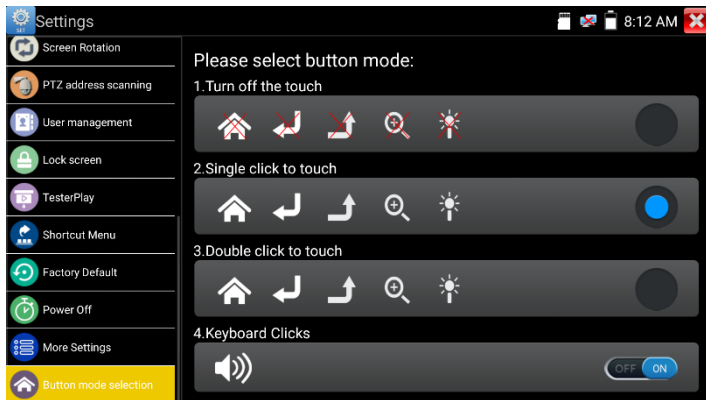 SET
Settings
8:12 AM
Screen Rotation
PTZ address scanning
User management
Lock screen
TesterPlay
Shortcut Menu
Factory Default
Power Off
More Settings
Button mode selection
Please select button mode:
1.Turn off the touch
2.Single click to touch
3.Double click to touch
4.Keyboard Clicks
OFF ON